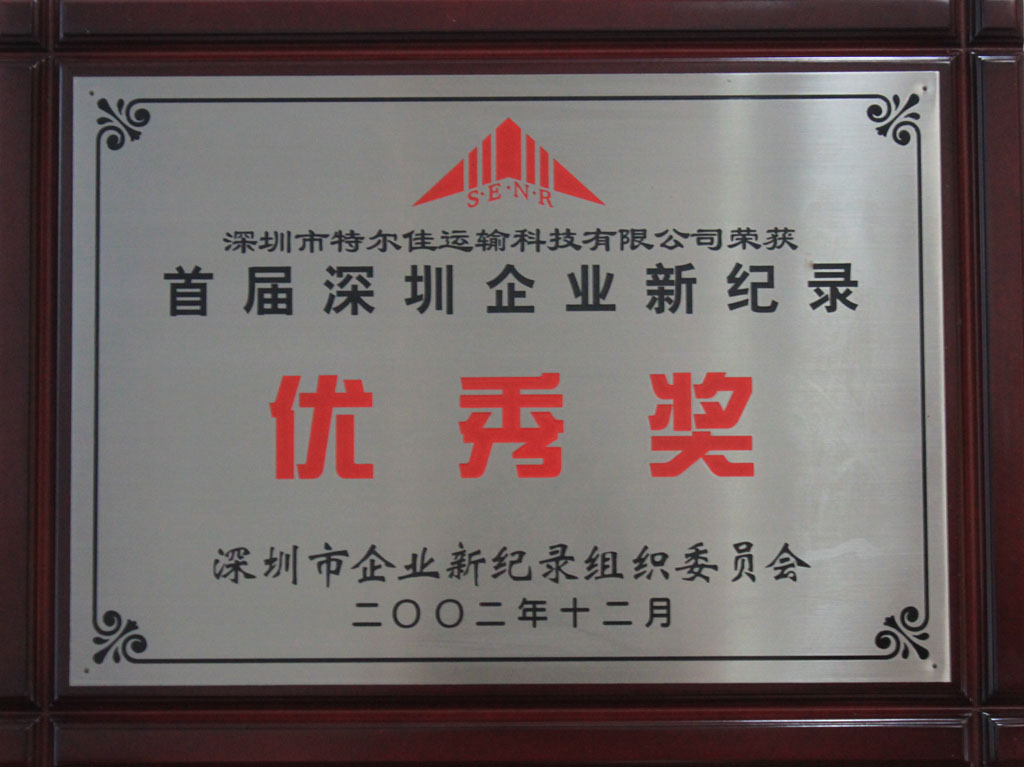 S·E·N·R
深圳市特尔佳运输科技有限公司荣获
首届深圳企业新纪录
优秀奖
深圳市企业新纪录组织委员会
二〇〇二年十二月